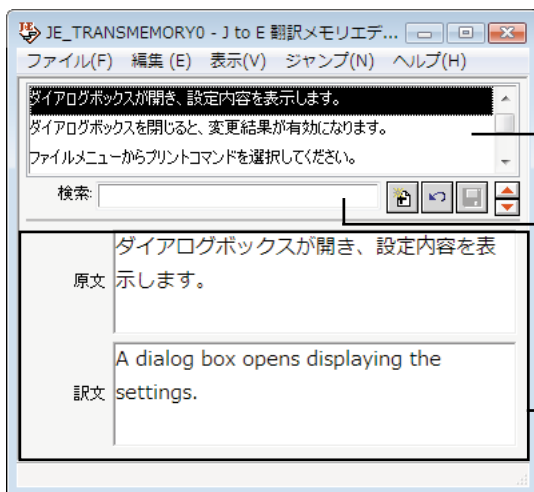 JE_TRANSMEMORY0 - J to E 翻訳メモリエデ...
ファイル(F) 編集 (E) 表示(V) ジャンプ(N) ヘルプ(H)
ダイアログボックスが開き、設定内容を表示します。
ダイアログボックスを閉じると、変更結果が有効になります。
ファイルメニューからプリントコマンドを選択してください。
検索:
原文
ダイアログボックスが開き、設定内容を表
示します。
訳文
A dialog box opens displaying the
settings.